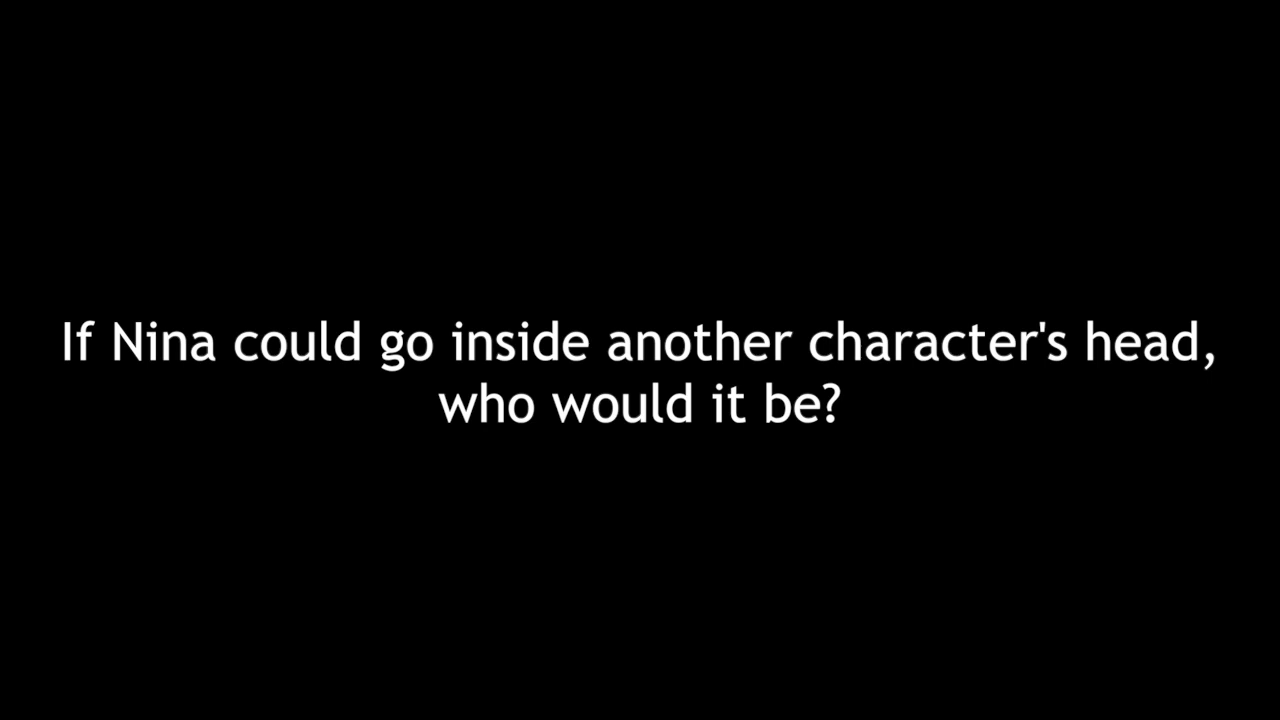 If Nina could go inside another character's head,
who would it be?